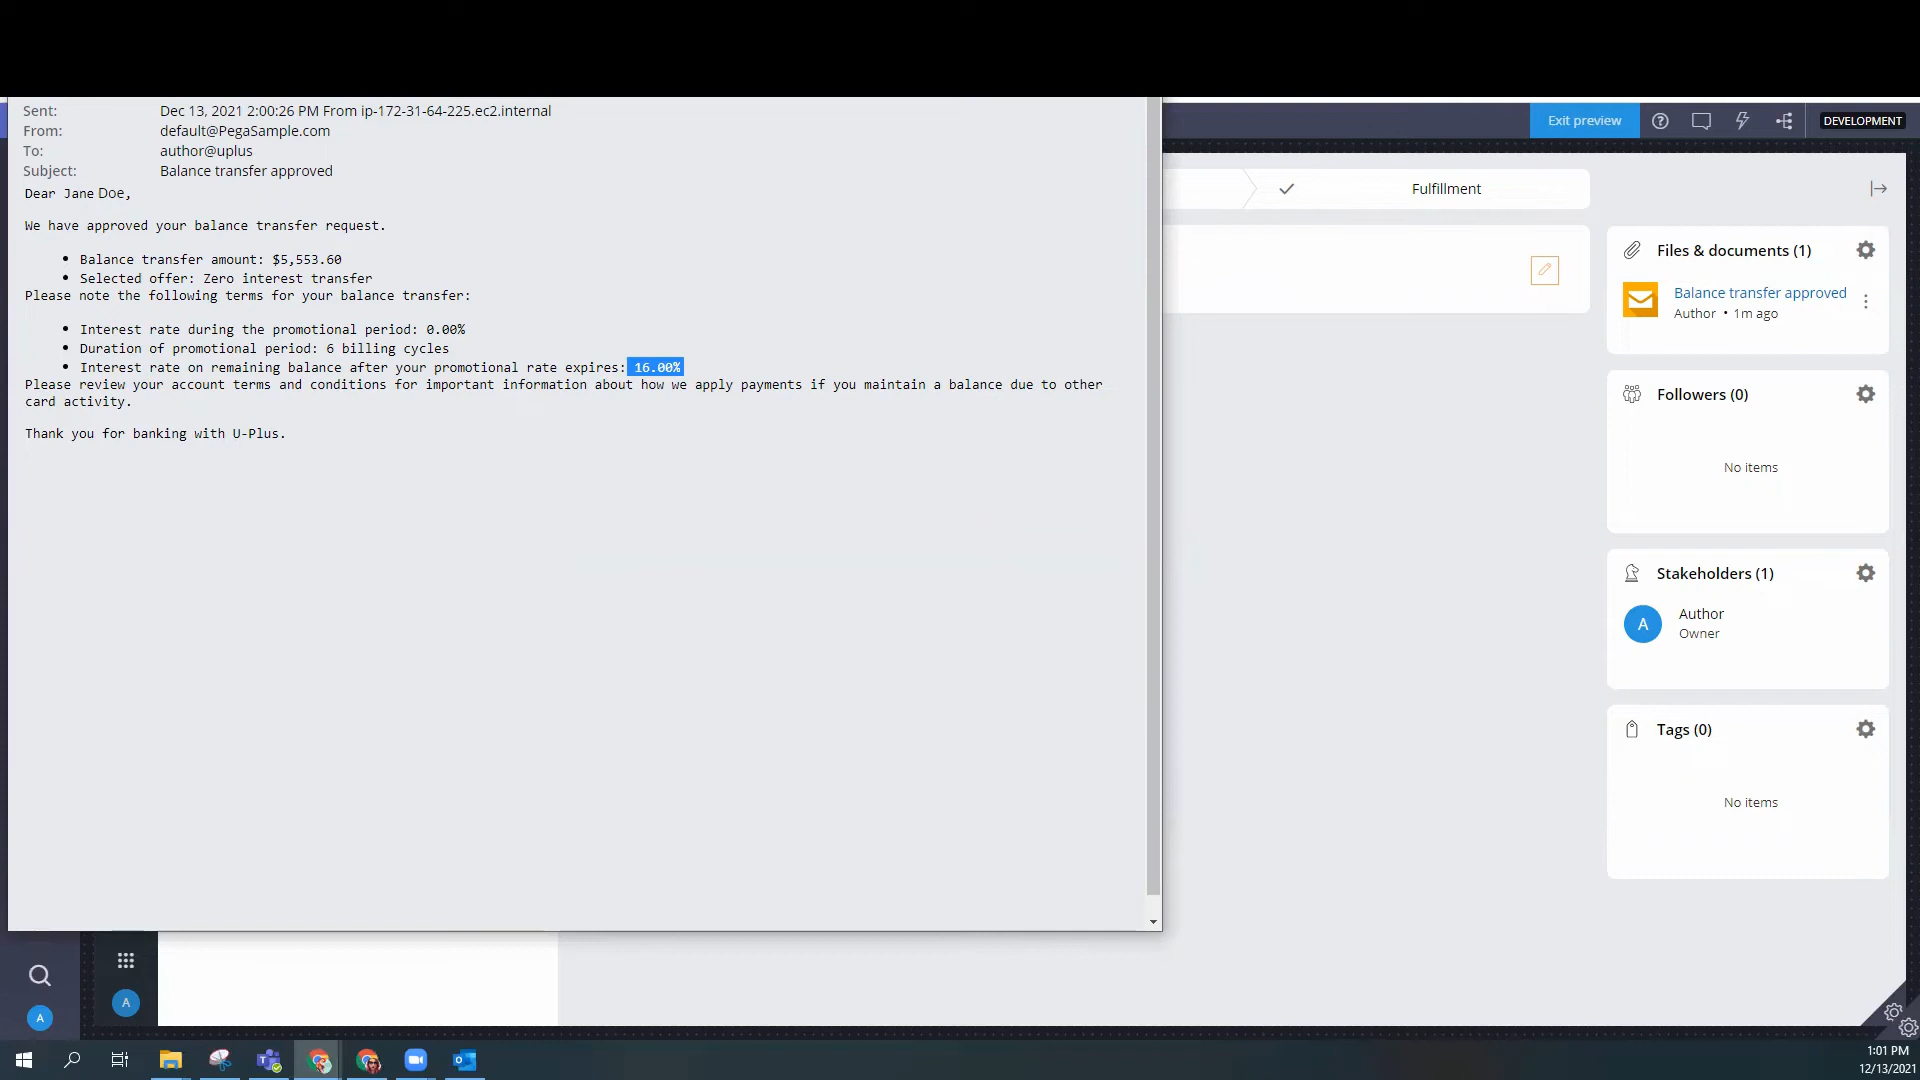 Sent: Dec 13, 2021 2:00:26 PM From ip-172-31-64-225.ec2.internal
From: default@PegaSample.com
To: author@uplus
Subject: Balance transfer approved
Dear Jane Doe,
We have approved your balance transfer request.
• Balance transfer amount: $5,553.60
• Selected offer: Zero interest transfer
Please note the following terms for your balance transfer:
• Interest rate during the promotional period: 0.00%
• Duration of promotional period: 6 billing cycles
• Interest rate on remaining balance after your promotional rate expires: 16.00%
Please review your account terms and conditions for important information about how we apply payments if you maintain a balance due to other
card activity.
Thank you for banking with U-Plus.
Exit preview
DEVELOPMENT
Fulfillment
Files & documents (1)
Balance transfer approved
Author • 1m ago
Followers (0)
No items
Stakeholders (1)
A
Author
Owner
Tags (0)
No items
A
A
1:01 PM
12/13/2021